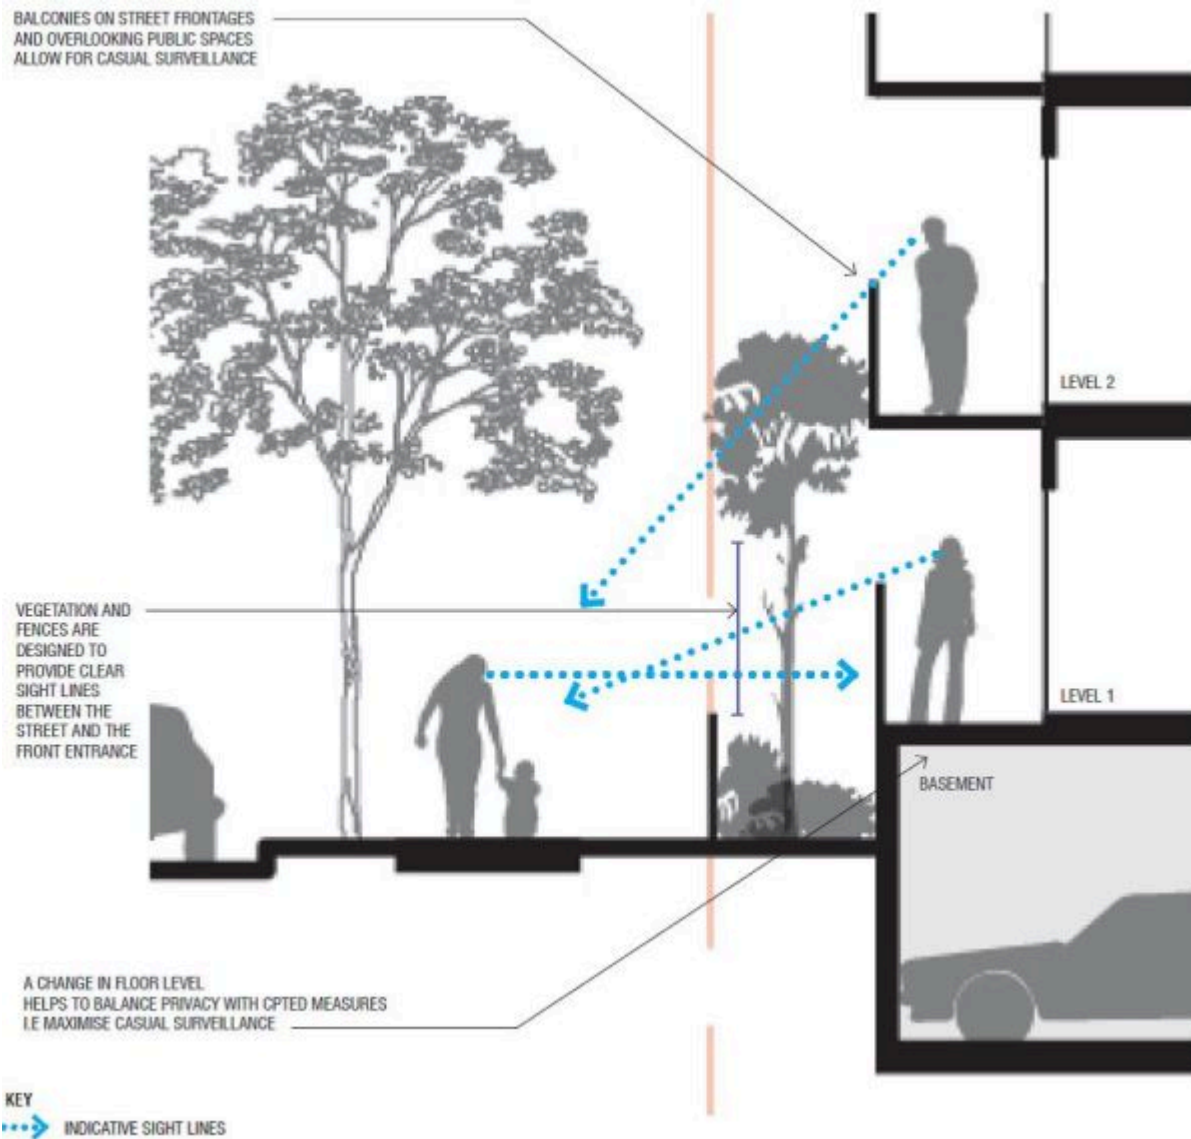 BALCONIES ON STREET FRONTAGES
AND OVERLOOKING PUBLIC SPACES
ALLOW FOR CASUAL SURVEILLANCE
LEVEL 2
VEGETATION AND
FENCES ARE
DESIGNED TO
PROVIDE CLEAR
SIGHT LINES
BETWEEN THE
STREET AND THE
FRONT ENTRANCE
LEVEL 1
BASEMENT
A CHANGE IN FLOOR LEVEL
HELPS TO BALANCE PRIVACY WITH CPTED MEASURES
I.E MAXIMISE CASUAL SURVEILLANCE
KEY
INDICATIVE SIGHT LINES